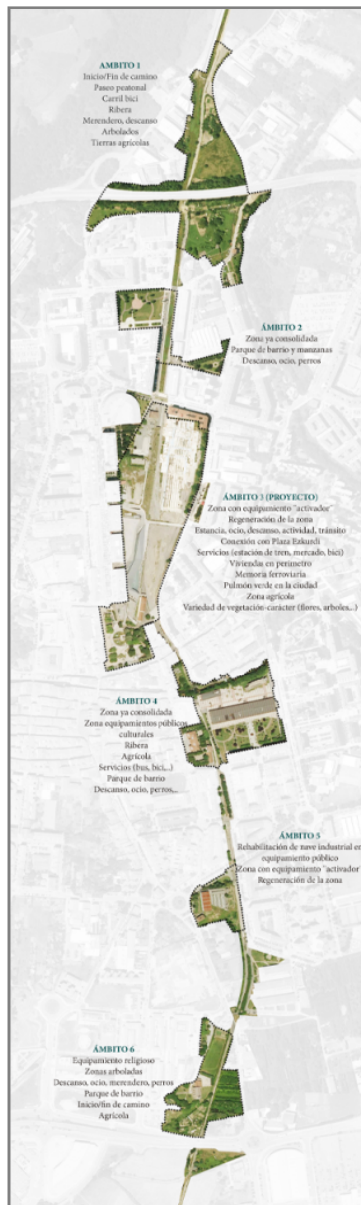 ÁMBITO 1
Inicio/Fin de camino
Paseo peatonal
Carril bici
Ribera
Merendero, descanso
Arbolados
Tierras agrícolas
ÁMBITO 2
Zona ya consolidada
Parque de barrio y manzanas
Descanso, ocio, perros
ÁMBITO 3 (PROYECTO)
Zona con equipamiento "activador"
Regeneración de la zona
Estancia, ocio, descanso, actividad, tránsito
Conexión con Plaza Ezkurdi
Servicios (estación de tren, mercado, bici)
Viviendas en perímetro
Memoria ferroviaria
Pulmón verde en la ciudad
Zona agrícola
Variedad de vegetación-carácter (flores, arboles,..)
ÁMBITO 4
Zona ya consolidada
Zona equipamientos públicos
culturales
Ribera
Agrícola
Servicios (bus, bici,..)
Parque de barrio
Descanso, ocio, perros,..
ÁMBITO 5
Rehabilitación de nave industrial en
equipamiento público
Zona con equipamiento "activador"
Regeneración de la zona
ÁMBITO 6
Equipamiento religioso
Zonas arboladas
Descanso, ocio, merendero, perros
Parque de barrio
Inicio/fin de camino
Agrícola